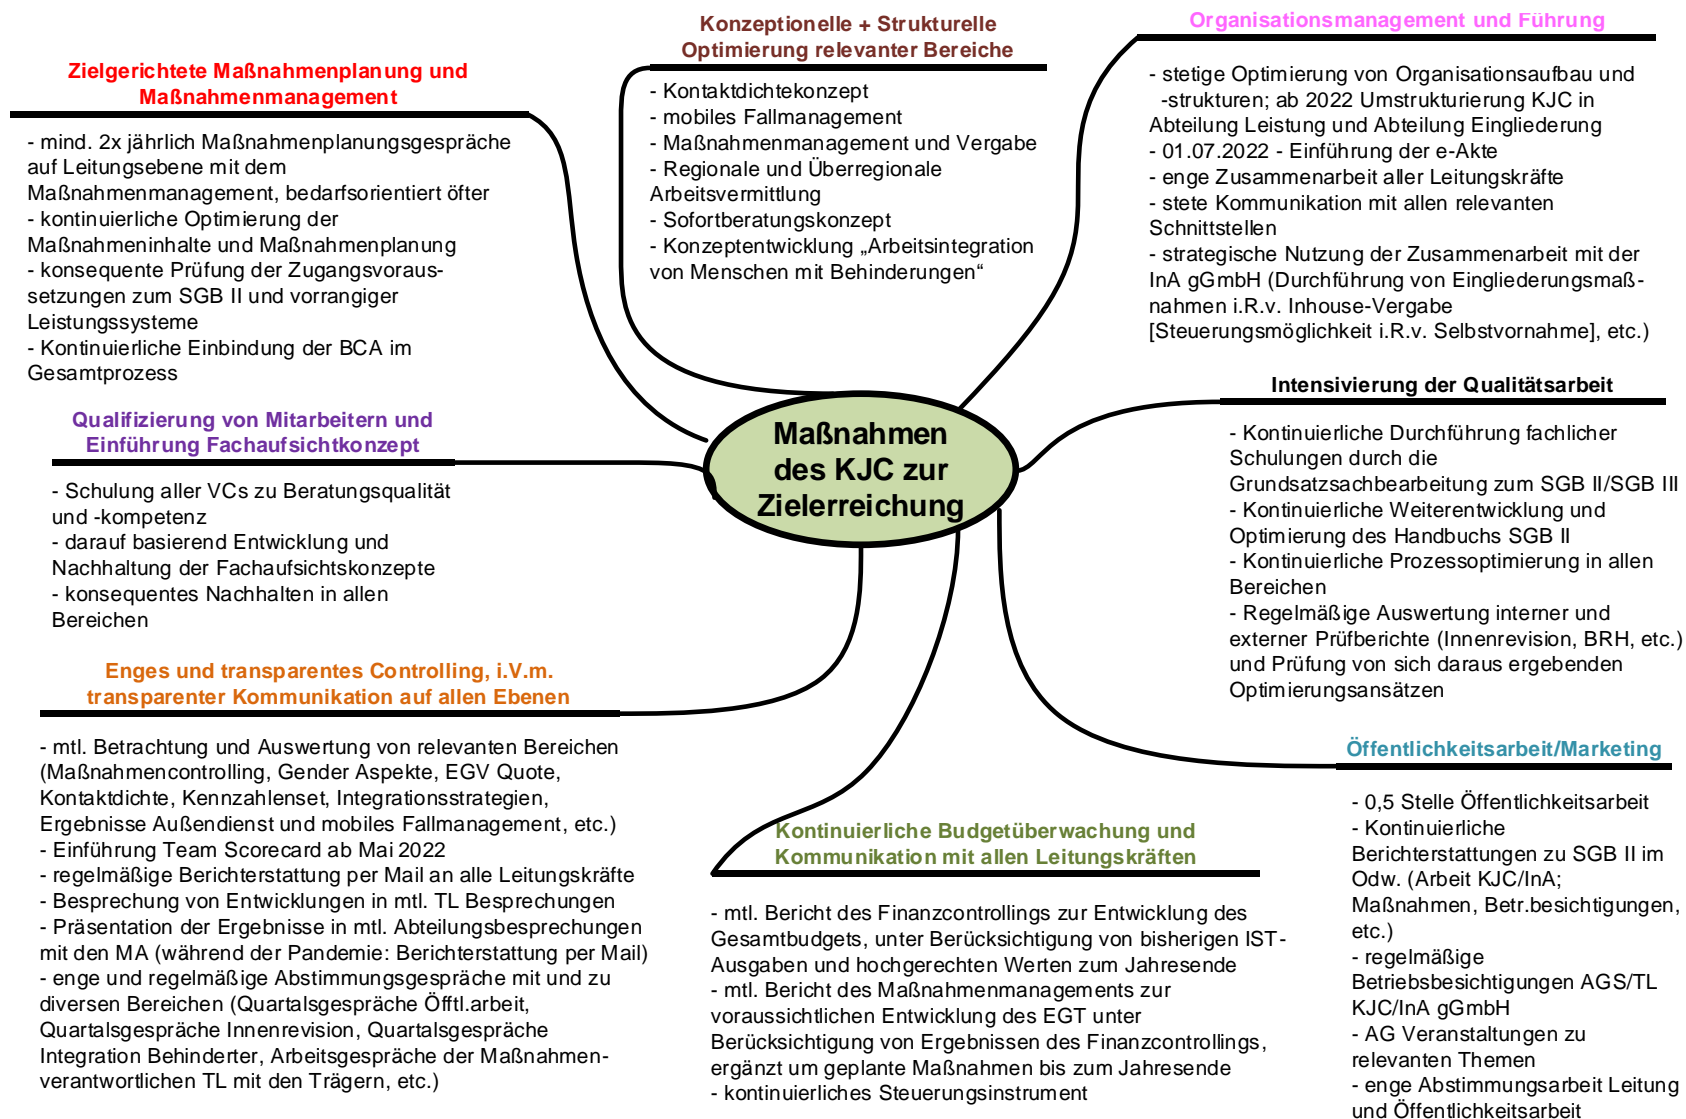 Konzeptionelle + Strukturelle
Optimierung relevanter Bereiche
- Kontaktdichtekonzept
- mobiles Fallmanagement
- Maßnahmenmanagement und Vergabe
- Regionale und Überregionale
Arbeitsvermittlung
- Sofortberatungskonzept
- Konzeptentwicklung „Arbeitsintegration
von Menschen mit Behinderungen“
Organisationsmanagement und Führung
- stetige Optimierung von Organisationsaufbau und
-strukturen; ab 2022 Umstrukturierung KJC in
Abteilung Leistung und Abteilung Eingliederung
- 01.07.2022 - Einführung der e-Akte
- enge Zusammenarbeit aller Leitungskräfte
- stete Kommunikation mit allen relevanten
Schnittstellen
- strategische Nutzung der Zusammenarbeit mit der
InA gGmbH (Durchführung von Eingliederungsmaß-
nahmen i.R.v. Inhouse-Vergabe
[Steuerungsmöglichkeit i.R.v. Selbstvornahme], etc.)
Zielgerichtete Maßnahmenplanung und
Maßnahmenmanagement
- mind. 2x jährlich Maßnahmenplanungsgespräche
auf Leitungsebene mit dem
Maßnahmenmanagement, bedarfsorientiert öfter
- kontinuierliche Optimierung der
Maßnahmeninhalte und Maßnahmenplanung
- konsequente Prüfung der Zugangsvoraus-
setzungen zum SGB II und vorrangiger
Leistungssysteme
- Kontinuierliche Einbindung der BCA im
Gesamtprozess
Maßnahmen
des KJC zur
Zielerreichung
Intensivierung der Qualitätsarbeit
- Kontinuierliche Durchführung fachlicher
Schulungen durch die
Grundsatzsachbearbeitung zum SGB II/SGB III
- Kontinuierliche Weiterentwicklung und
Optimierung des Handbuchs SGB II
- Kontinuierliche Prozessoptimierung in allen
Bereichen
- Regelmäßige Auswertung interner und
externer Prüfberichte (Innenrevision, BRH, etc.)
und Prüfung von sich daraus ergebenden
Optimierungsansätzen
Qualifizierung von Mitarbeitern und
Einführung Fachaufsichtkonzept
- Schulung aller VCs zu Beratungsqualität
und -kompetenz
- darauf basierend Entwicklung und
Nachhaltung der Fachaufsichtskonzepte
- konsequentes Nachhalten in allen
Bereichen
Enges und transparentes Controlling, i.V.m.
transparenter Kommunikation auf allen Ebenen
- mtl. Betrachtung und Auswertung von relevanten Bereichen
(Maßnahmencontrolling, Gender Aspekte, EGV Quote,
Kontaktdichte, Kennzahlenset, Integrationsstrategien,
Ergebnisse Außendienst und mobiles Fallmanagement, etc.)
- Einführung Team Scorecard ab Mai 2022
- regelmäßige Berichterstattung per Mail an alle Leitungskräfte
- Besprechung von Entwicklungen in mtl. TL Besprechungen
- Präsentation der Ergebnisse in mtl. Abteilungsbesprechungen
mit den MA (während der Pandemie: Berichterstattung per Mail)
- enge und regelmäßige Abstimmungsgespräche mit und zu
diversen Bereichen (Quartalsgespräche Öfftl.arbeit,
Quartalsgespräche Innenrevision, Quartalsgespräche
Integration Behinderter, Arbeitsgespräche der Maßnahmen-
verantwortlichen TL mit den Trägern, etc.)
Kontinuierliche Budgetüberwachung und
Kommunikation mit allen Leitungskräften
- mtl. Bericht des Finanzcontrollings zur Entwicklung des
Gesamtbudgets, unter Berücksichtigung von bisherigen IST-
Ausgaben und hochgerechten Werten zum Jahresende
- mtl. Bericht des Maßnahmenmanagements zur
voraussichtlichen Entwicklung des EGT unter
Berücksichtigung von Ergebnissen des Finanzcontrollings,
ergänzt um geplante Maßnahmen bis zum Jahresende
- kontinuierliches Steuerungsinstrument
Öffentlichkeitsarbeit/Marketing
- 0,5 Stelle Öffentlichkeitsarbeit
- Kontinuierliche
Berichterstattungen zu SGB II im
Odw. (Arbeit KJC/InA;
Maßnahmen, Betr.besichtigungen,
etc.)
- regelmäßige
Betriebsbesichtigungen AGS/TL
KJC/InA gGmbH
- AG Veranstaltungen zu
relevanten Themen
- enge Abstimmungsarbeit Leitung
und Öffentlichkeitsarbeit